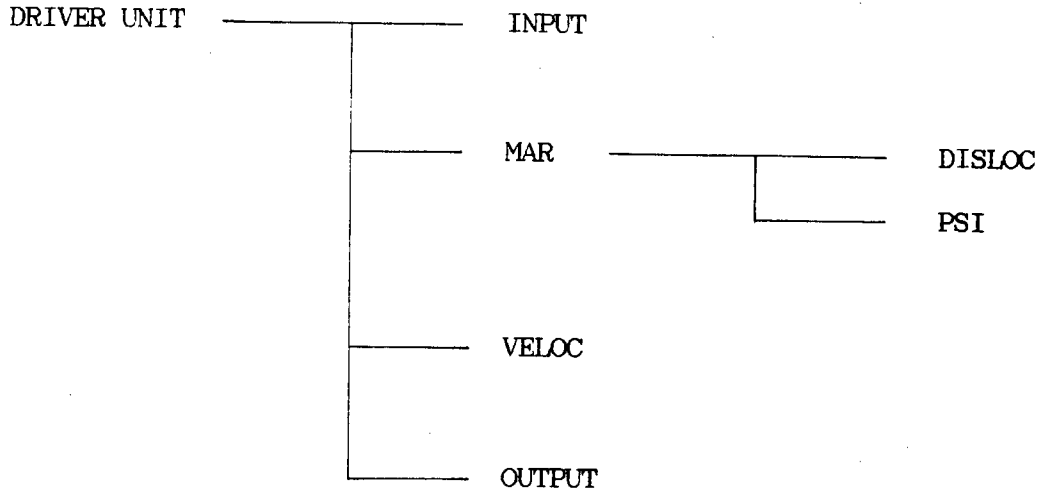 DRIVER UNIT
INPUT
MAR
DISLOC
PSI
VELOC
OUTPUT